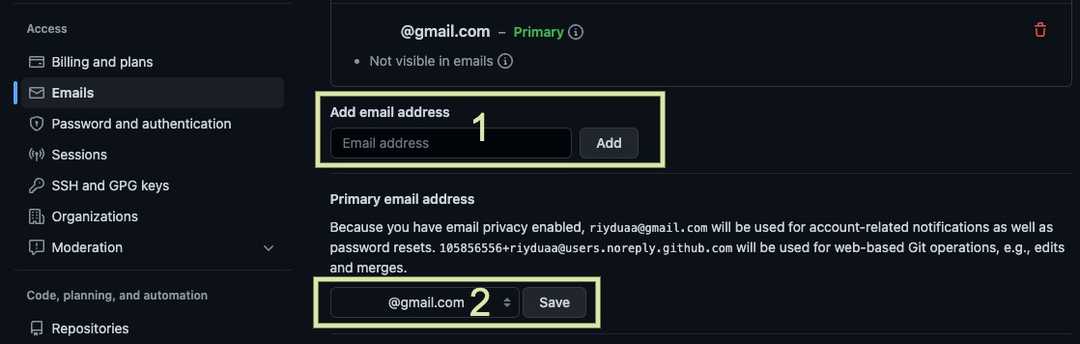 Access
Billing and plans
Emails
Password and authentication
Sessions
SSH and GPG keys
Organizations
Moderation
Code, planning, and automation
Repositories
@gmail.com – Primary
• Not visible in emails
Add email address
1
Email address
Add
Primary email address
Because you have email privacy enabled, riyduaa@gmail.com will be used for account-related notifications as well as
password resets. 105856556+riyduaa@users.noreply.github.com will be used for web-based Git operations, e.g., edits
and merges.
@gmail.com
2
Save